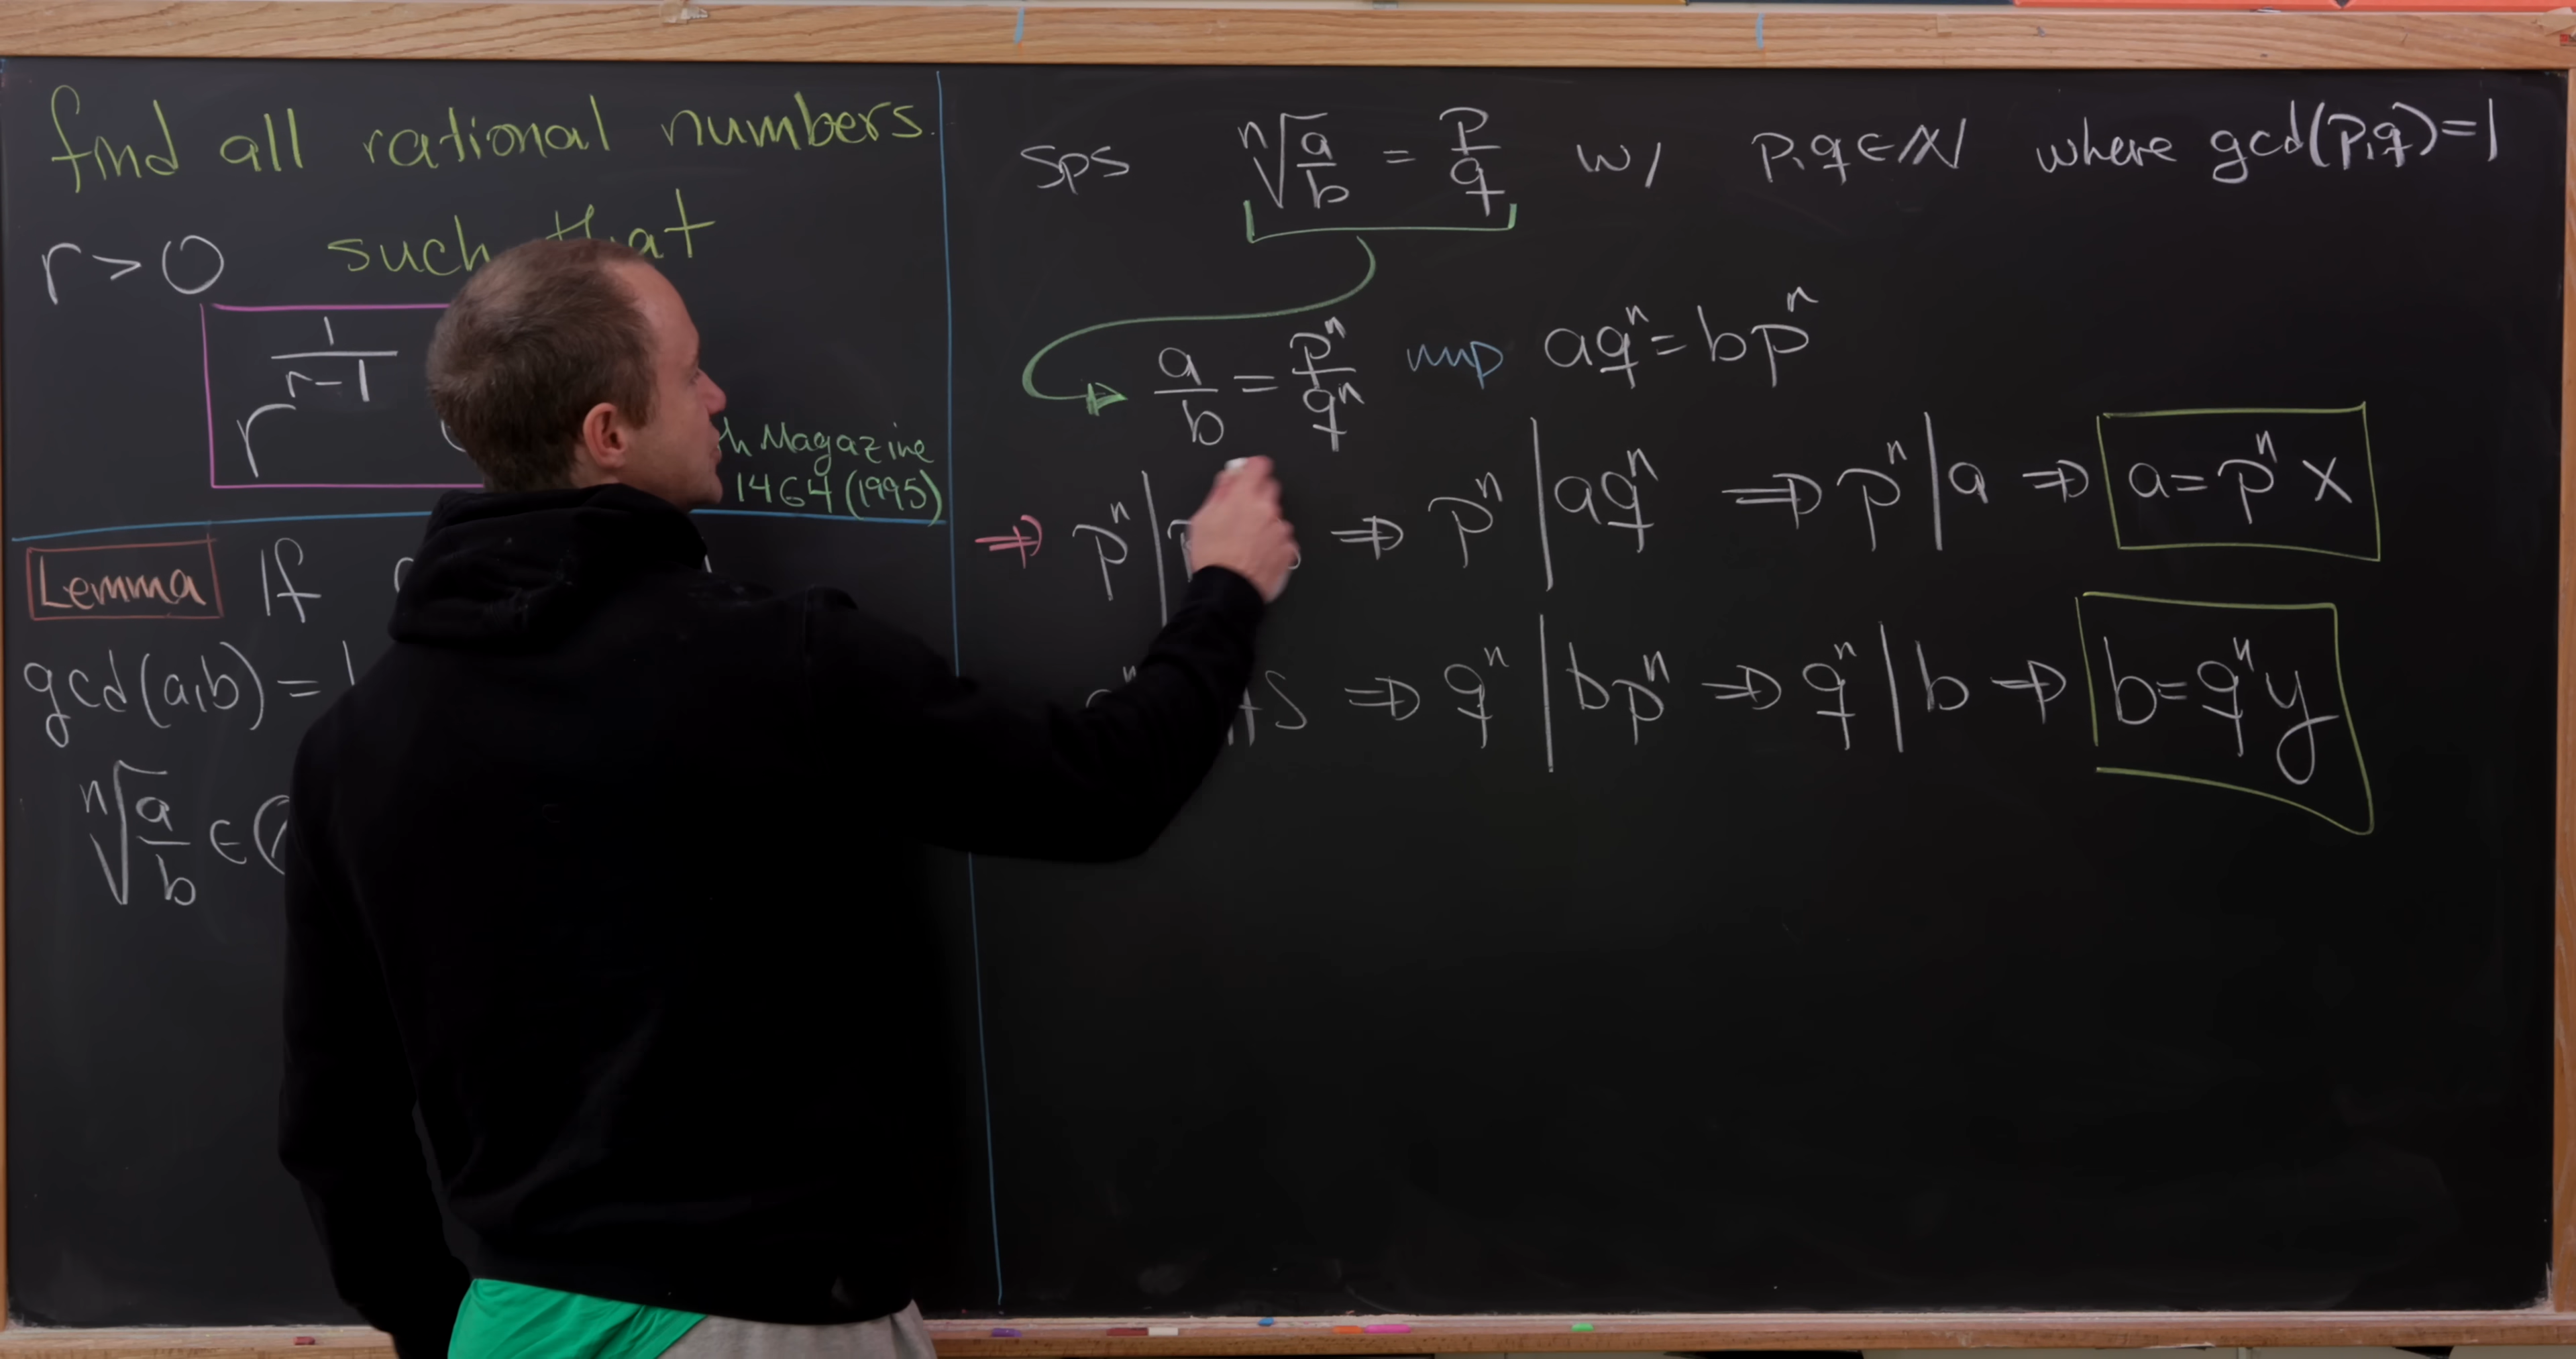 find all rational numbers
r > 0 such that
r^{1/(r-1)}
Magazine
1464 (1995)
Lemma If
gcd(a,b) = 1
ⁿ√(a/b) ∈
Sps ⁿ√(a/b) = p/q w/ p,q ∈ ℕ where gcd(p,q)=1
a/b = pⁿ/qⁿ ⇝ aqⁿ = bpⁿ
⇒ pⁿ | ⇒ pⁿ | aqⁿ ⇒ pⁿ | a ⇒ a = pⁿx
HS ⇒ qⁿ | bpⁿ ⇒ qⁿ | b ⇒ b = qⁿy